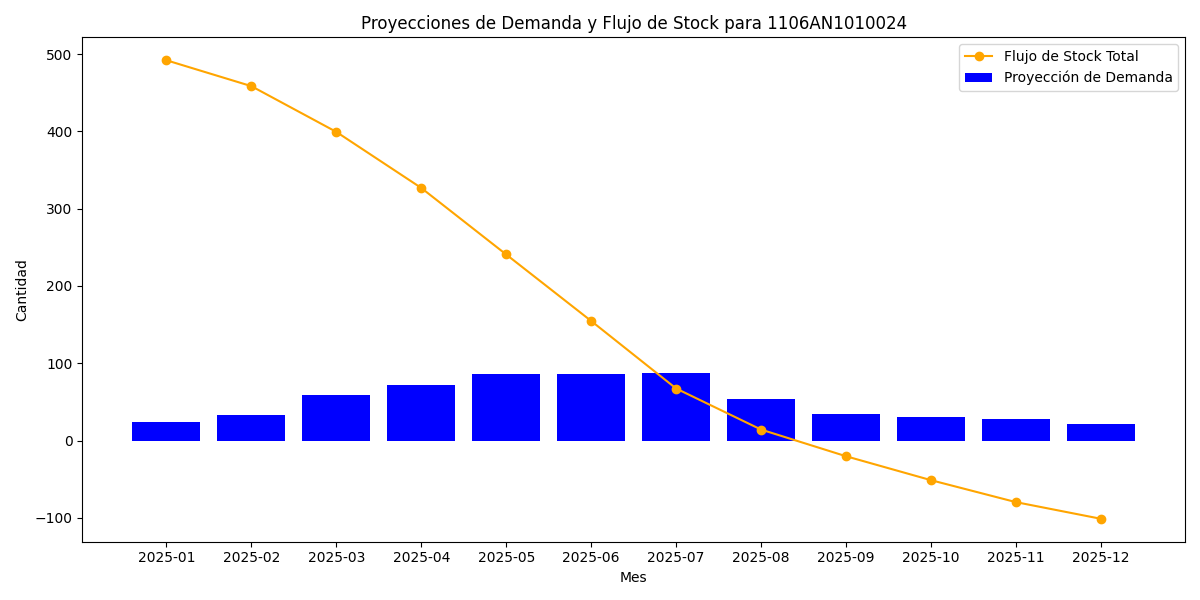 Proyecciones de Demanda y Flujo de Stock para 1106AN1010024
Flujo de Stock Total
Proyección de Demanda
Cantidad
500
400
300
200
100
0
−100
2025-01 2025-02 2025-03 2025-04 2025-05 2025-06 2025-07 2025-08 2025-09 2025-10 2025-11 2025-12
Mes